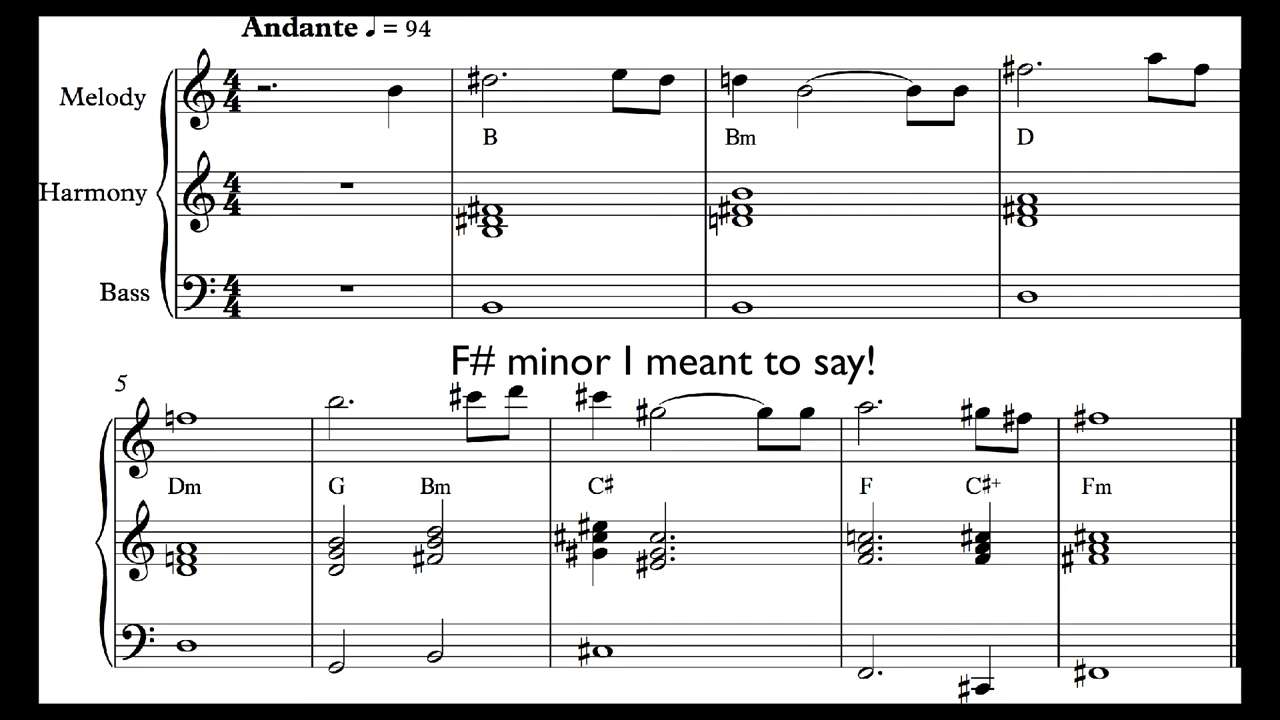 Andante ♩ = 94
Melody
B Bm D
Harmony
Bass
F# minor I meant to say!
5
Dm G Bm C♯ F C♯+ Fm